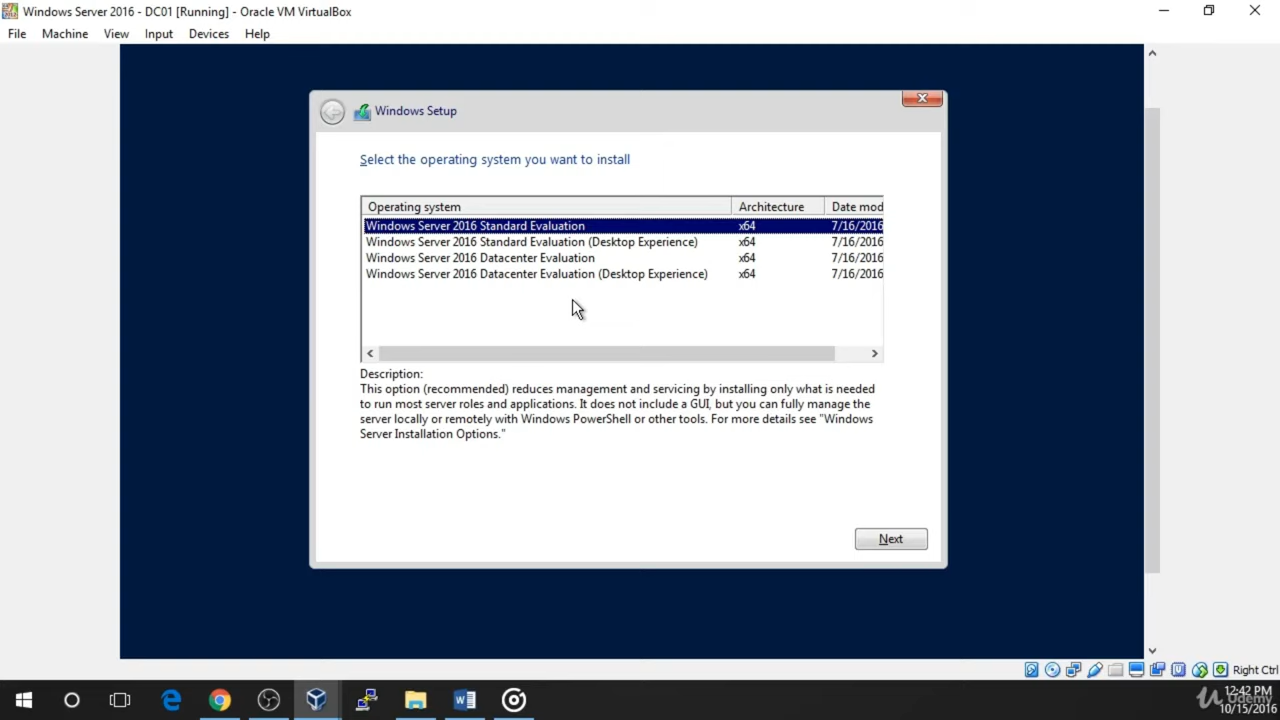 Windows Server 2016 - DC01 [Running] - Oracle VM VirtualBox
File Machine View Input Devices Help
Windows Setup
Select the operating system you want to install
Operating system Architecture Date mod
Windows Server 2016 Standard Evaluation x64 7/16/2016
Windows Server 2016 Standard Evaluation (Desktop Experience) x64 7/16/2016
Windows Server 2016 Datacenter Evaluation x64 7/16/2016
Windows Server 2016 Datacenter Evaluation (Desktop Experience) x64 7/16/2016
Description:
This option (recommended) reduces management and servicing by installing only what is needed
to run most server roles and applications. It does not include a GUI, but you can fully manage the
server locally or remotely with Windows PowerShell or other tools. For more details see "Windows
Server Installation Options."
Next
Right Ctrl
12:42 PM
Udemy
10/15/2016